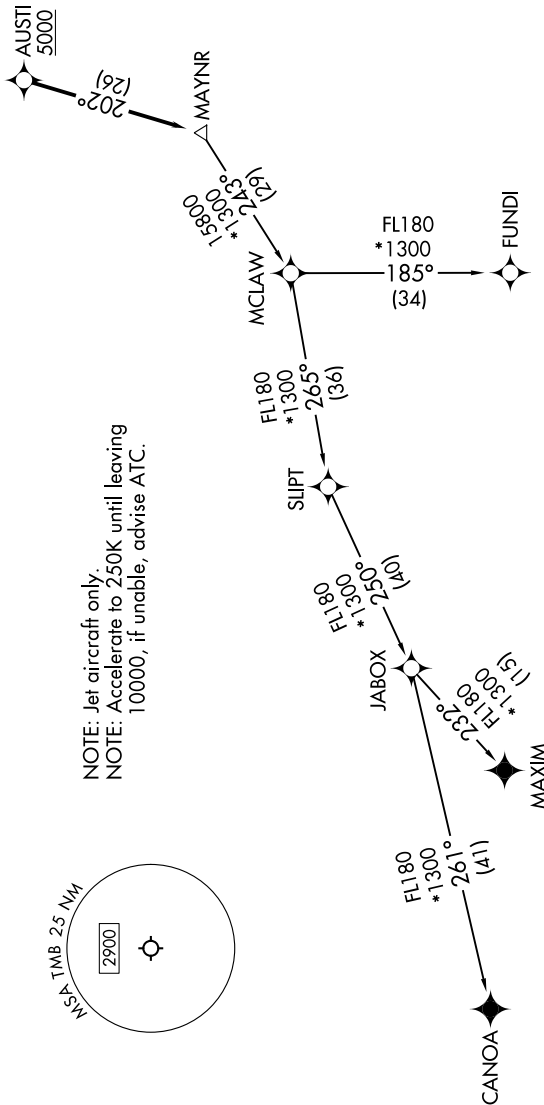 AUSTI
5000
202°
(26)
MAYNR
15800
*1300
243°
(29)
MCLAW
FL180
*1300
185°
(34)
FUNDI
FL180
*1300
265°
(36)
SLIPT
FL180
*1300
250°
(40)
JABOX
232°
FL180
*1300
(15)
MAXIM
FL180
*1300
261°
(41)
CANOA
NOTE: Jet aircraft only.
NOTE: Accelerate to 250K until leaving
10000, if unable, advise ATC.
MSA TMB 25 NM
2900